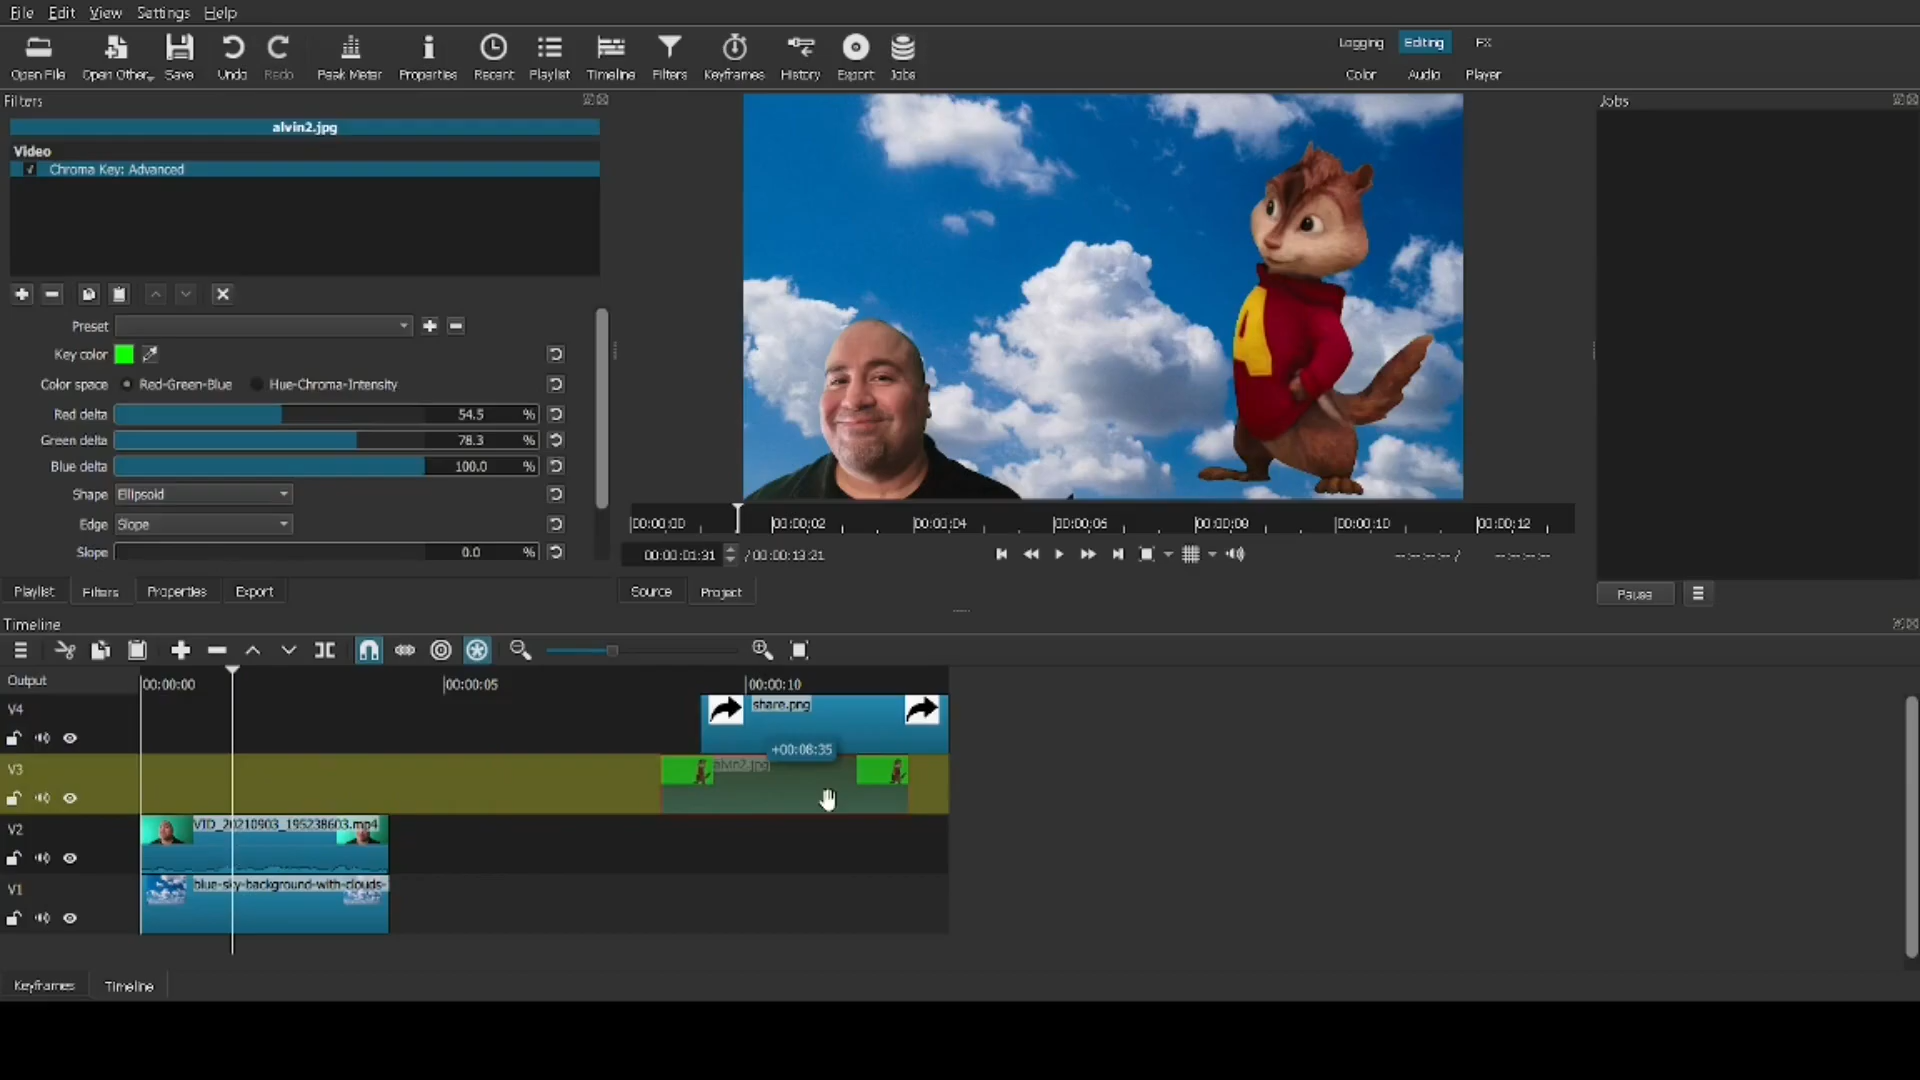 File Edit View Settings Help
Open File Open Other... Save Undo Redo Peak Meter Properties Recent Playlist Timeline Filters Keyframes History Export Jobs
Logging Editing FX
Color Audio Player
Filters
Jobs
alvin2.jpg
Video
Chroma Key: Advanced
Preset
Key color
Color space Red-Green-Blue Hue-Chroma-Intensity
Red delta 54.5 %
Green delta 78.3 %
Blue delta 100.0 %
Shape Ellipsoid
Edge Slope
Slope 0.0 %
00:00:00 00:00:02 00:00:04 00:00:06 00:00:09 00:00:10 00:00:12
00:00:01:31 / 00:00:13:21 --:--:--:-- / --:--:--:--
Playlist Filters Properties Export
Source Project
Pause
Timeline
Output 00:00:00 00:00:05 00:00:10
V4 share.png
+00:08:35
V3 alvin2.jpg
V2 VID_20210903_195238603.mp4
V1 blue-sky-background-with-clouds-
Keyframes Timeline